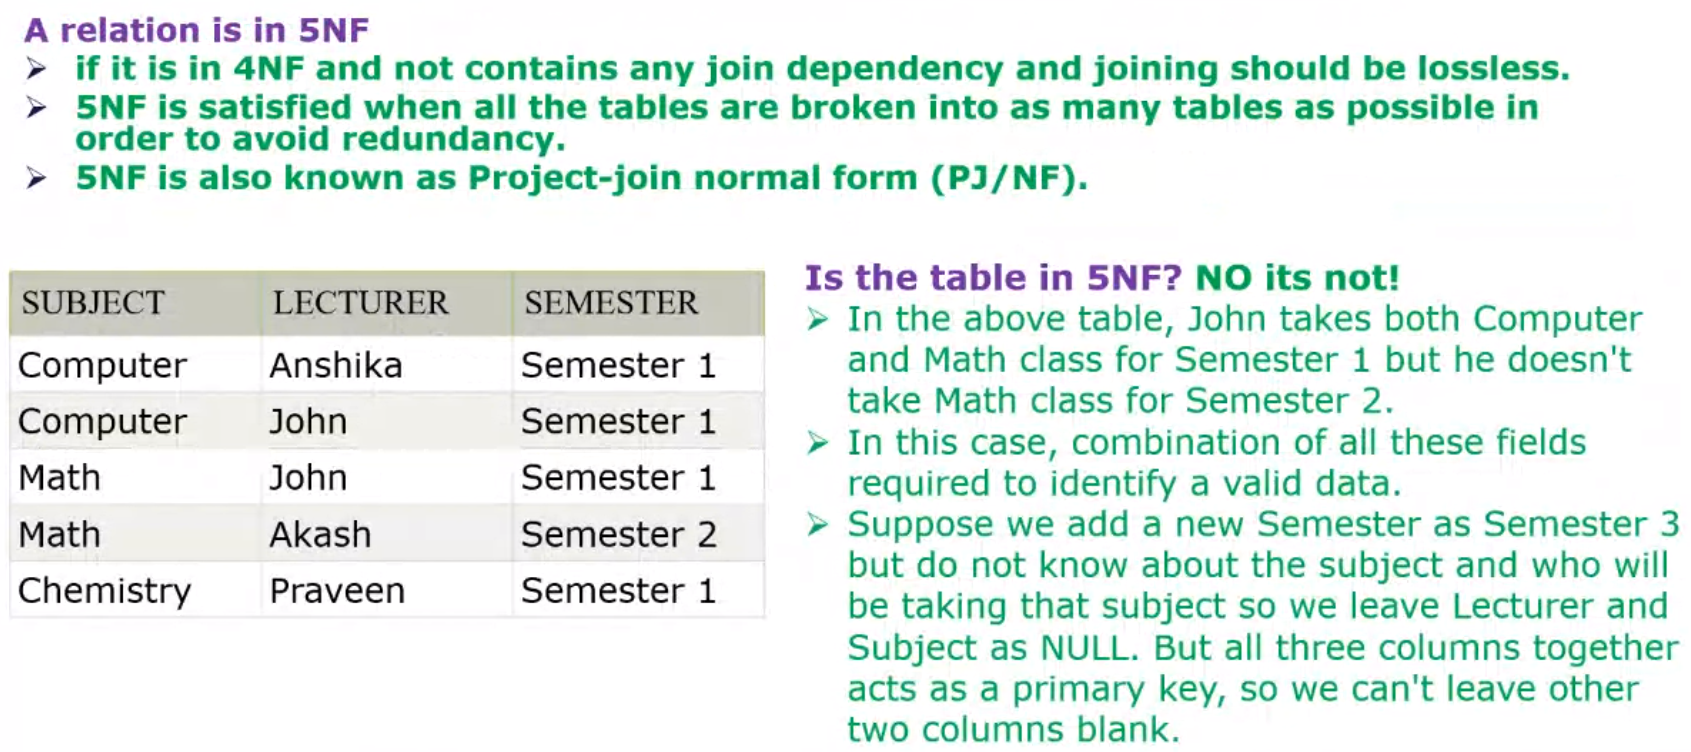 A relation is in 5NF
➢ if it is in 4NF and not contains any join dependency and joining should be lossless.
➢ 5NF is satisfied when all the tables are broken into as many tables as possible in
order to avoid redundancy.
➢ 5NF is also known as Project-join normal form (PJ/NF).
SUBJECT LECTURER SEMESTER
Computer Anshika Semester 1
Computer John Semester 1
Math John Semester 1
Math Akash Semester 2
Chemistry Praveen Semester 1
Is the table in 5NF? NO its not!
➢ In the above table, John takes both Computer
and Math class for Semester 1 but he doesn't
take Math class for Semester 2.
➢ In this case, combination of all these fields
required to identify a valid data.
➢ Suppose we add a new Semester as Semester 3
but do not know about the subject and who will
be taking that subject so we leave Lecturer and
Subject as NULL. But all three columns together
acts as a primary key, so we can't leave other
two columns blank.